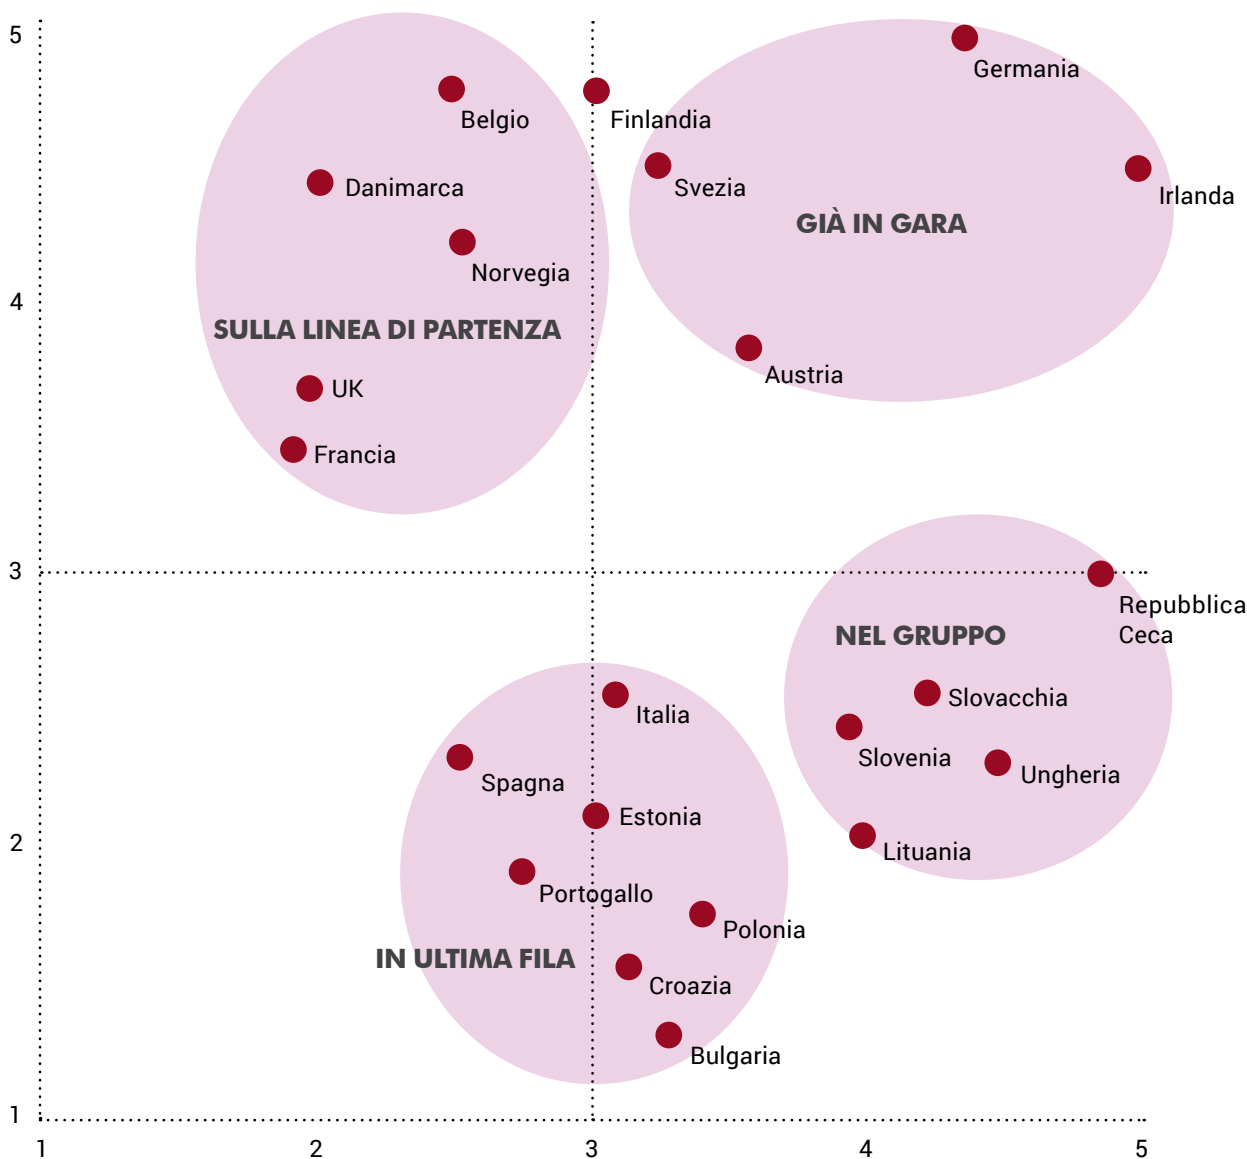 5
Germania
Belgio
Finlandia
Danimarca
Svezia
Irlanda
GIÀ IN GARA
Norvegia
4
SULLA LINEA DI PARTENZA
Austria
UK
Francia
3
Repubblica
Ceca
NEL GRUPPO
Slovacchia
Italia
Slovenia
Ungheria
Spagna
Estonia
2
Lituania
Portogallo
Polonia
IN ULTIMA FILA
Croazia
Bulgaria
1
1 2 3 4 5